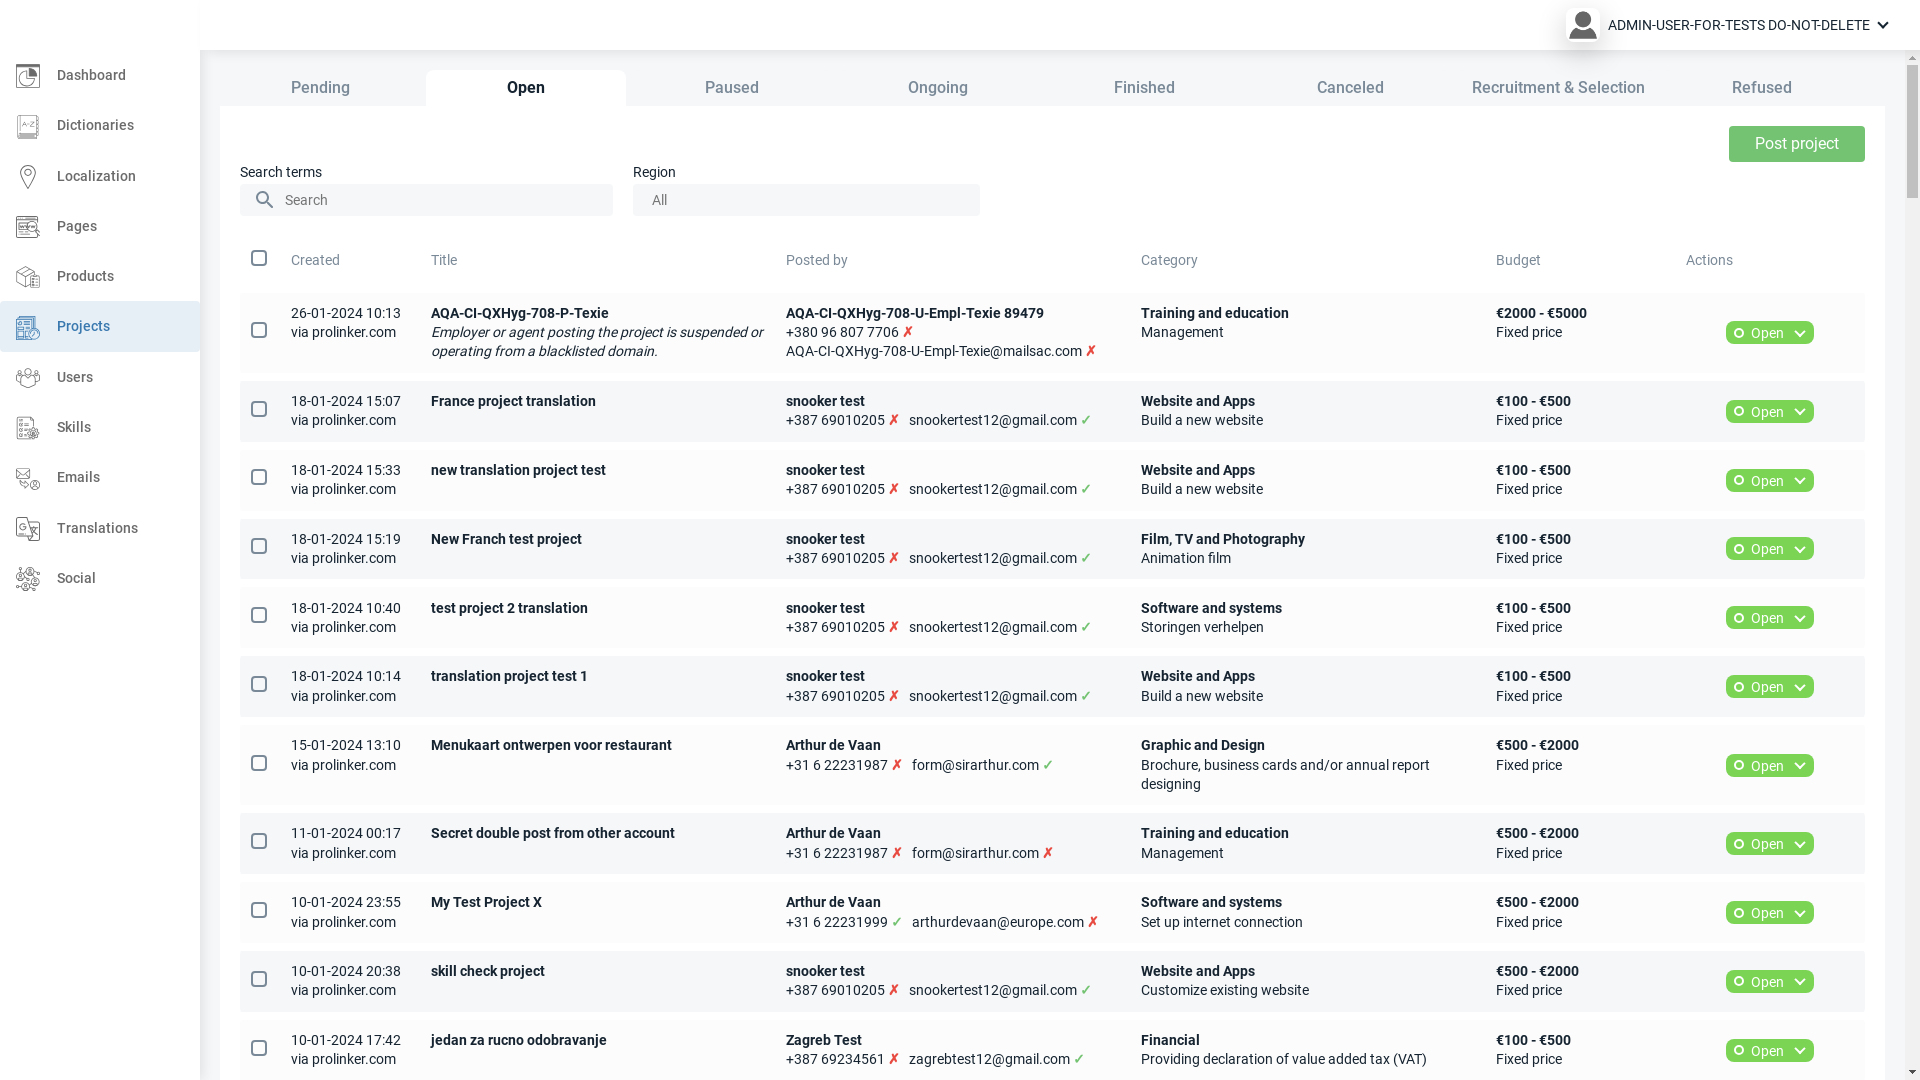 ADMIN-USER-FOR-TESTS DO-NOT-DELETE
Dashboard
Dictionaries
A-Z
Localization
Pages
Products
Projects
Users
Skills
Emails
Translations
Social
Pending Open Paused Ongoing Finished Canceled Recruitment & Selection Refused
Post project
Search terms Region
Search All
Created Title Posted by Category Budget Actions
26-01-2024 10:13 AQA-CI-QXHyg-708-P-Texie AQA-CI-QXHyg-708-U-Empl-Texie 89479 Training and education €2000 - €5000
via prolinker.com Employer or agent posting the project is suspended or +380 96 807 7706 ✗ Management Fixed price Open
operating from a blacklisted domain. AQA-CI-QXHyg-708-U-Empl-Texie@mailsac.com ✗
18-01-2024 15:07 France project translation snooker test Website and Apps €100 - €500 Open
via prolinker.com +387 69010205 ✗ snookertest12@gmail.com ✓ Build a new website Fixed price
18-01-2024 15:33 new translation project test snooker test Website and Apps €100 - €500 Open
via prolinker.com +387 69010205 ✗ snookertest12@gmail.com ✓ Build a new website Fixed price
18-01-2024 15:19 New Franch test project snooker test Film, TV and Photography €100 - €500 Open
via prolinker.com +387 69010205 ✗ snookertest12@gmail.com ✓ Animation film Fixed price
18-01-2024 10:40 test project 2 translation snooker test Software and systems €100 - €500 Open
via prolinker.com +387 69010205 ✗ snookertest12@gmail.com ✓ Storingen verhelpen Fixed price
18-01-2024 10:14 translation project test 1 snooker test Website and Apps €100 - €500 Open
via prolinker.com +387 69010205 ✗ snookertest12@gmail.com ✓ Build a new website Fixed price
15-01-2024 13:10 Menukaart ontwerpen voor restaurant Arthur de Vaan Graphic and Design €500 - €2000
via prolinker.com +31 6 22231987 ✗ form@sirarthur.com ✓ Brochure, business cards and/or annual report Fixed price Open
designing
11-01-2024 00:17 Secret double post from other account Arthur de Vaan Training and education €500 - €2000 Open
via prolinker.com +31 6 22231987 ✗ form@sirarthur.com ✗ Management Fixed price
10-01-2024 23:55 My Test Project X Arthur de Vaan Software and systems €500 - €2000 Open
via prolinker.com +31 6 22231999 ✓ arthurdevaan@europe.com ✗ Set up internet connection Fixed price
10-01-2024 20:38 skill check project snooker test Website and Apps €500 - €2000 Open
via prolinker.com +387 69010205 ✗ snookertest12@gmail.com ✓ Customize existing website Fixed price
10-01-2024 17:42 jedan za rucno odobravanje Zagreb Test Financial €100 - €500 Open
via prolinker.com +387 69234561 ✗ zagrebtest12@gmail.com ✓ Providing declaration of value added tax (VAT) Fixed price